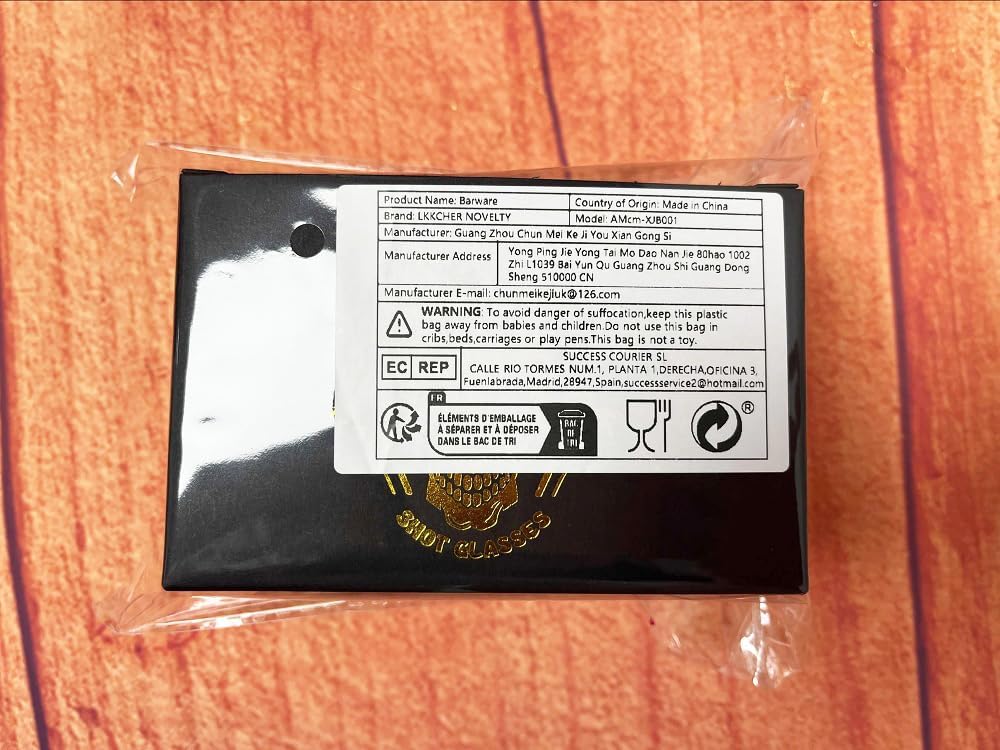 Product Name: Barware
Country of Origin: Made in China
Brand: LKKCHER NOVELTY
Model: AMcm-XJB001
Manufacturer: Guang Zhou Chun Mei Ke Ji You Xian Gong Si
Manufacturer Address
Yong Ping Jie Yong Tai Mo Dao Nan Jie 80hao 1002
Zhi L1039 Bai Yun Qu Guang Zhou Shi Guang Dong
Sheng 510000 CN
Manufacturer E-mail: chunmeikejiuk@126.com
WARNING: To avoid danger of suffocation,keep this plastic
bag away from babies and children.Do not use this bag in
cribs,beds,carriages or play pens.This bag is not a toy.
EC REP
SUCCESS COURIER SL
CALLE RIO TORMES NUM.1, PLANTA 1,DERECHA,OFICINA 3,
Fuenlabrada,Madrid,28947,Spain,successservice2@hotmail.com
FR
ÉLÉMENTS D'EMBALLAGE
À SÉPARER ET À DÉPOSER
DANS LE BAC DE TRI
BAC
DE
TRI
®
SHOT GLASSES